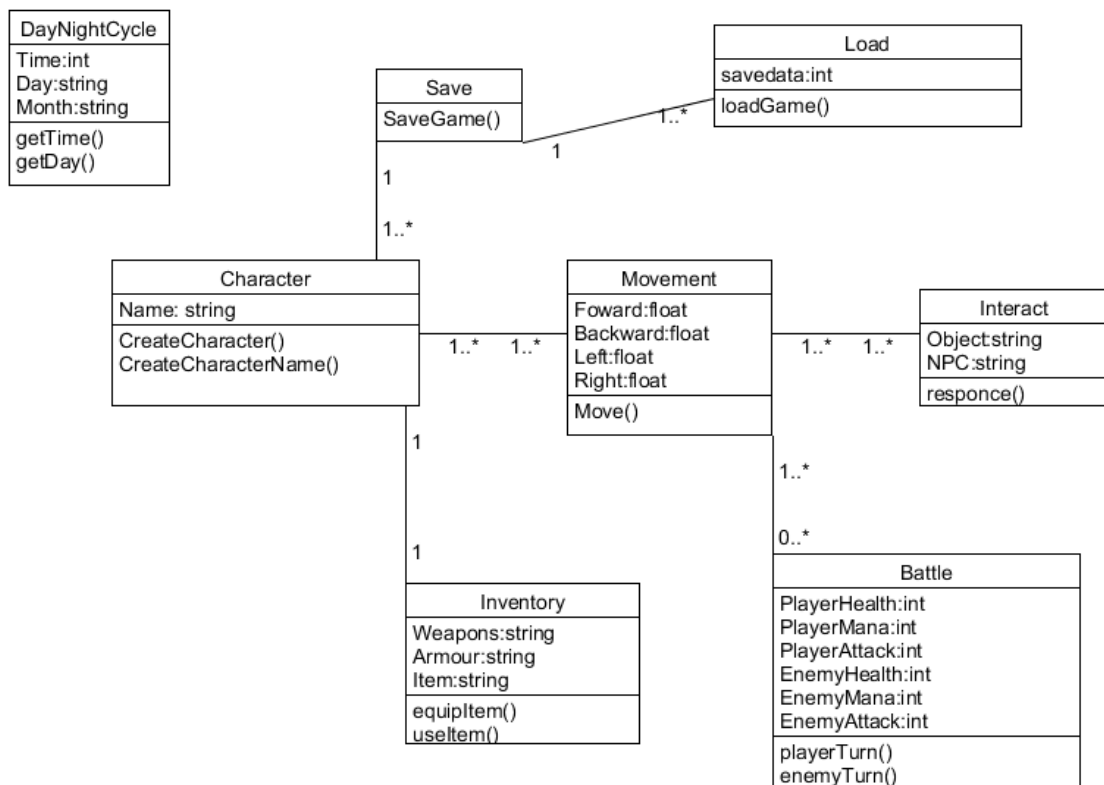 DayNightCycle
Time:int
Day:string
Month:string
getTime()
getDay()
Save
SaveGame()
Load
savedata:int
loadGame()
1..*
1
1
1..*
Character
Name: string
CreateCharacter()
CreateCharacterName()
1..*
1..*
Movement
Foward:float
Backward:float
Left:float
Right:float
Move()
1..*
1..*
Interact
Object:string
NPC:string
responce()
1
1
1..*
0..*
Inventory
Weapons:string
Armour:string
Item:string
equipItem()
useItem()
Battle
PlayerHealth:int
PlayerMana:int
PlayerAttack:int
EnemyHealth:int
EnemyMana:int
EnemyAttack:int
playerTurn()
enemyTurn()